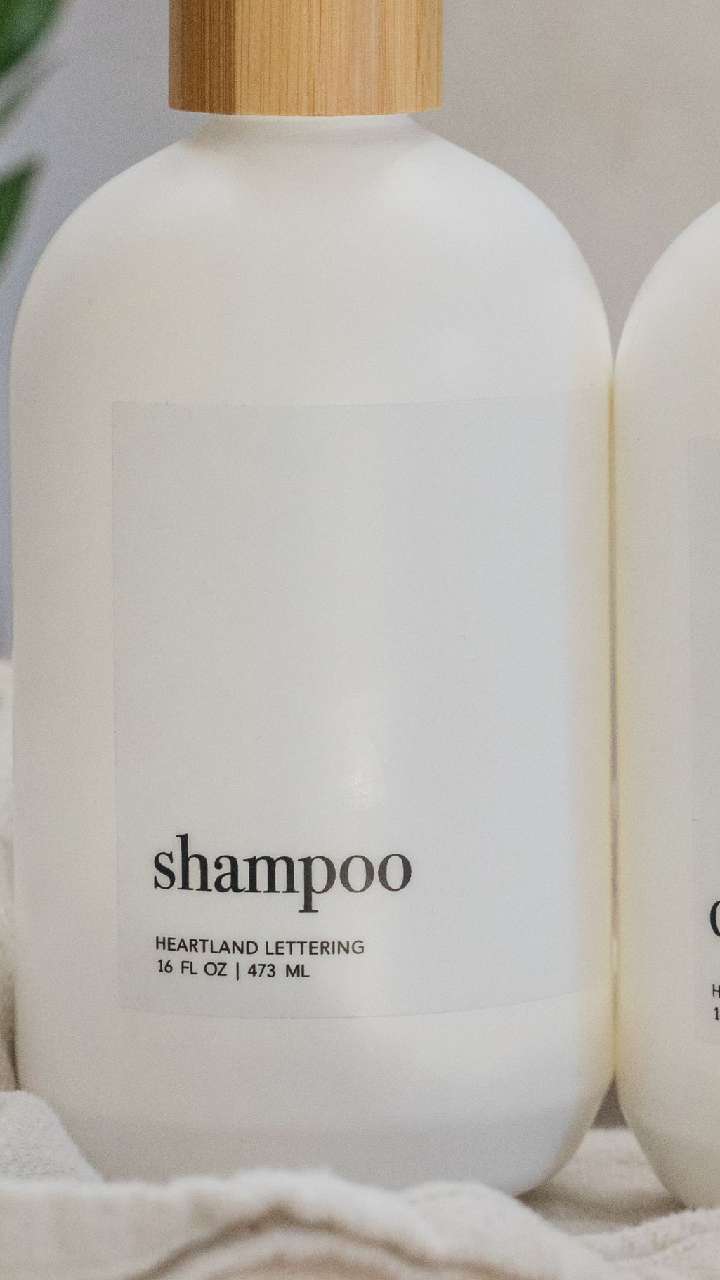 shampoo
HEARTLAND LETTERING
16 FL OZ | 473 ML